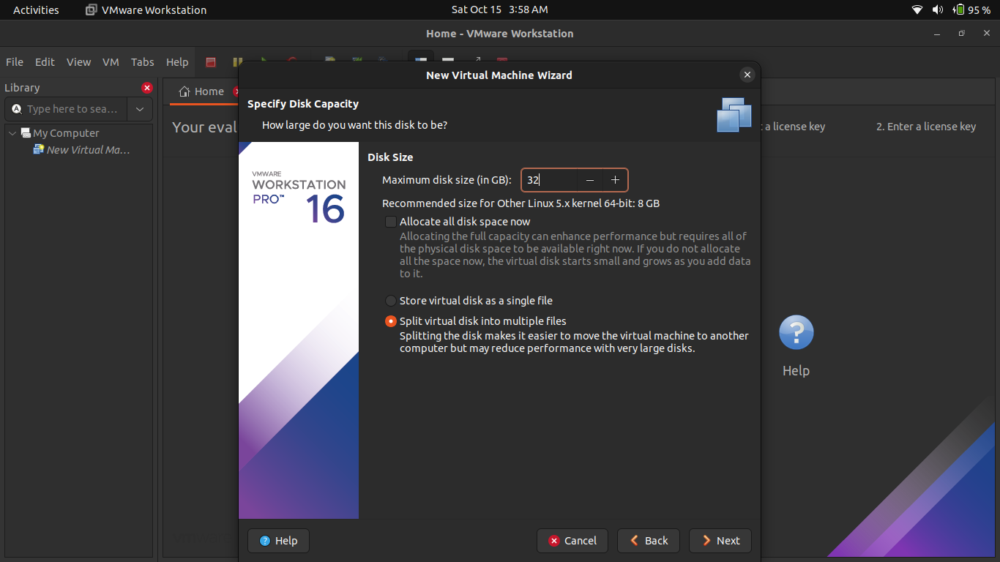 Activities VMware Workstation Sat Oct 15 3:58 AM 95 %
Home - VMware Workstation
File Edit View VM Tabs Help
Library
Type here to sea...
My Computer
New Virtual Ma...
Home
Your eval
a license key
2. Enter a license key
New Virtual Machine Wizard
Specify Disk Capacity
How large do you want this disk to be?
VMWARE
WORKSTATION
PRO™ 16
Disk Size
Maximum disk size (in GB): 32
Recommended size for Other Linux 5.x kernel 64-bit: 8 GB
Allocate all disk space now
Allocating the full capacity can enhance performance but requires all of
the physical disk space to be available right now. If you do not allocate
all the space now, the virtual disk starts small and grows as you add data
to it.
Store virtual disk as a single file
Split virtual disk into multiple files
Splitting the disk makes it easier to move the virtual machine to another
computer but may reduce performance with very large disks.
Help
Help Cancel Back Next